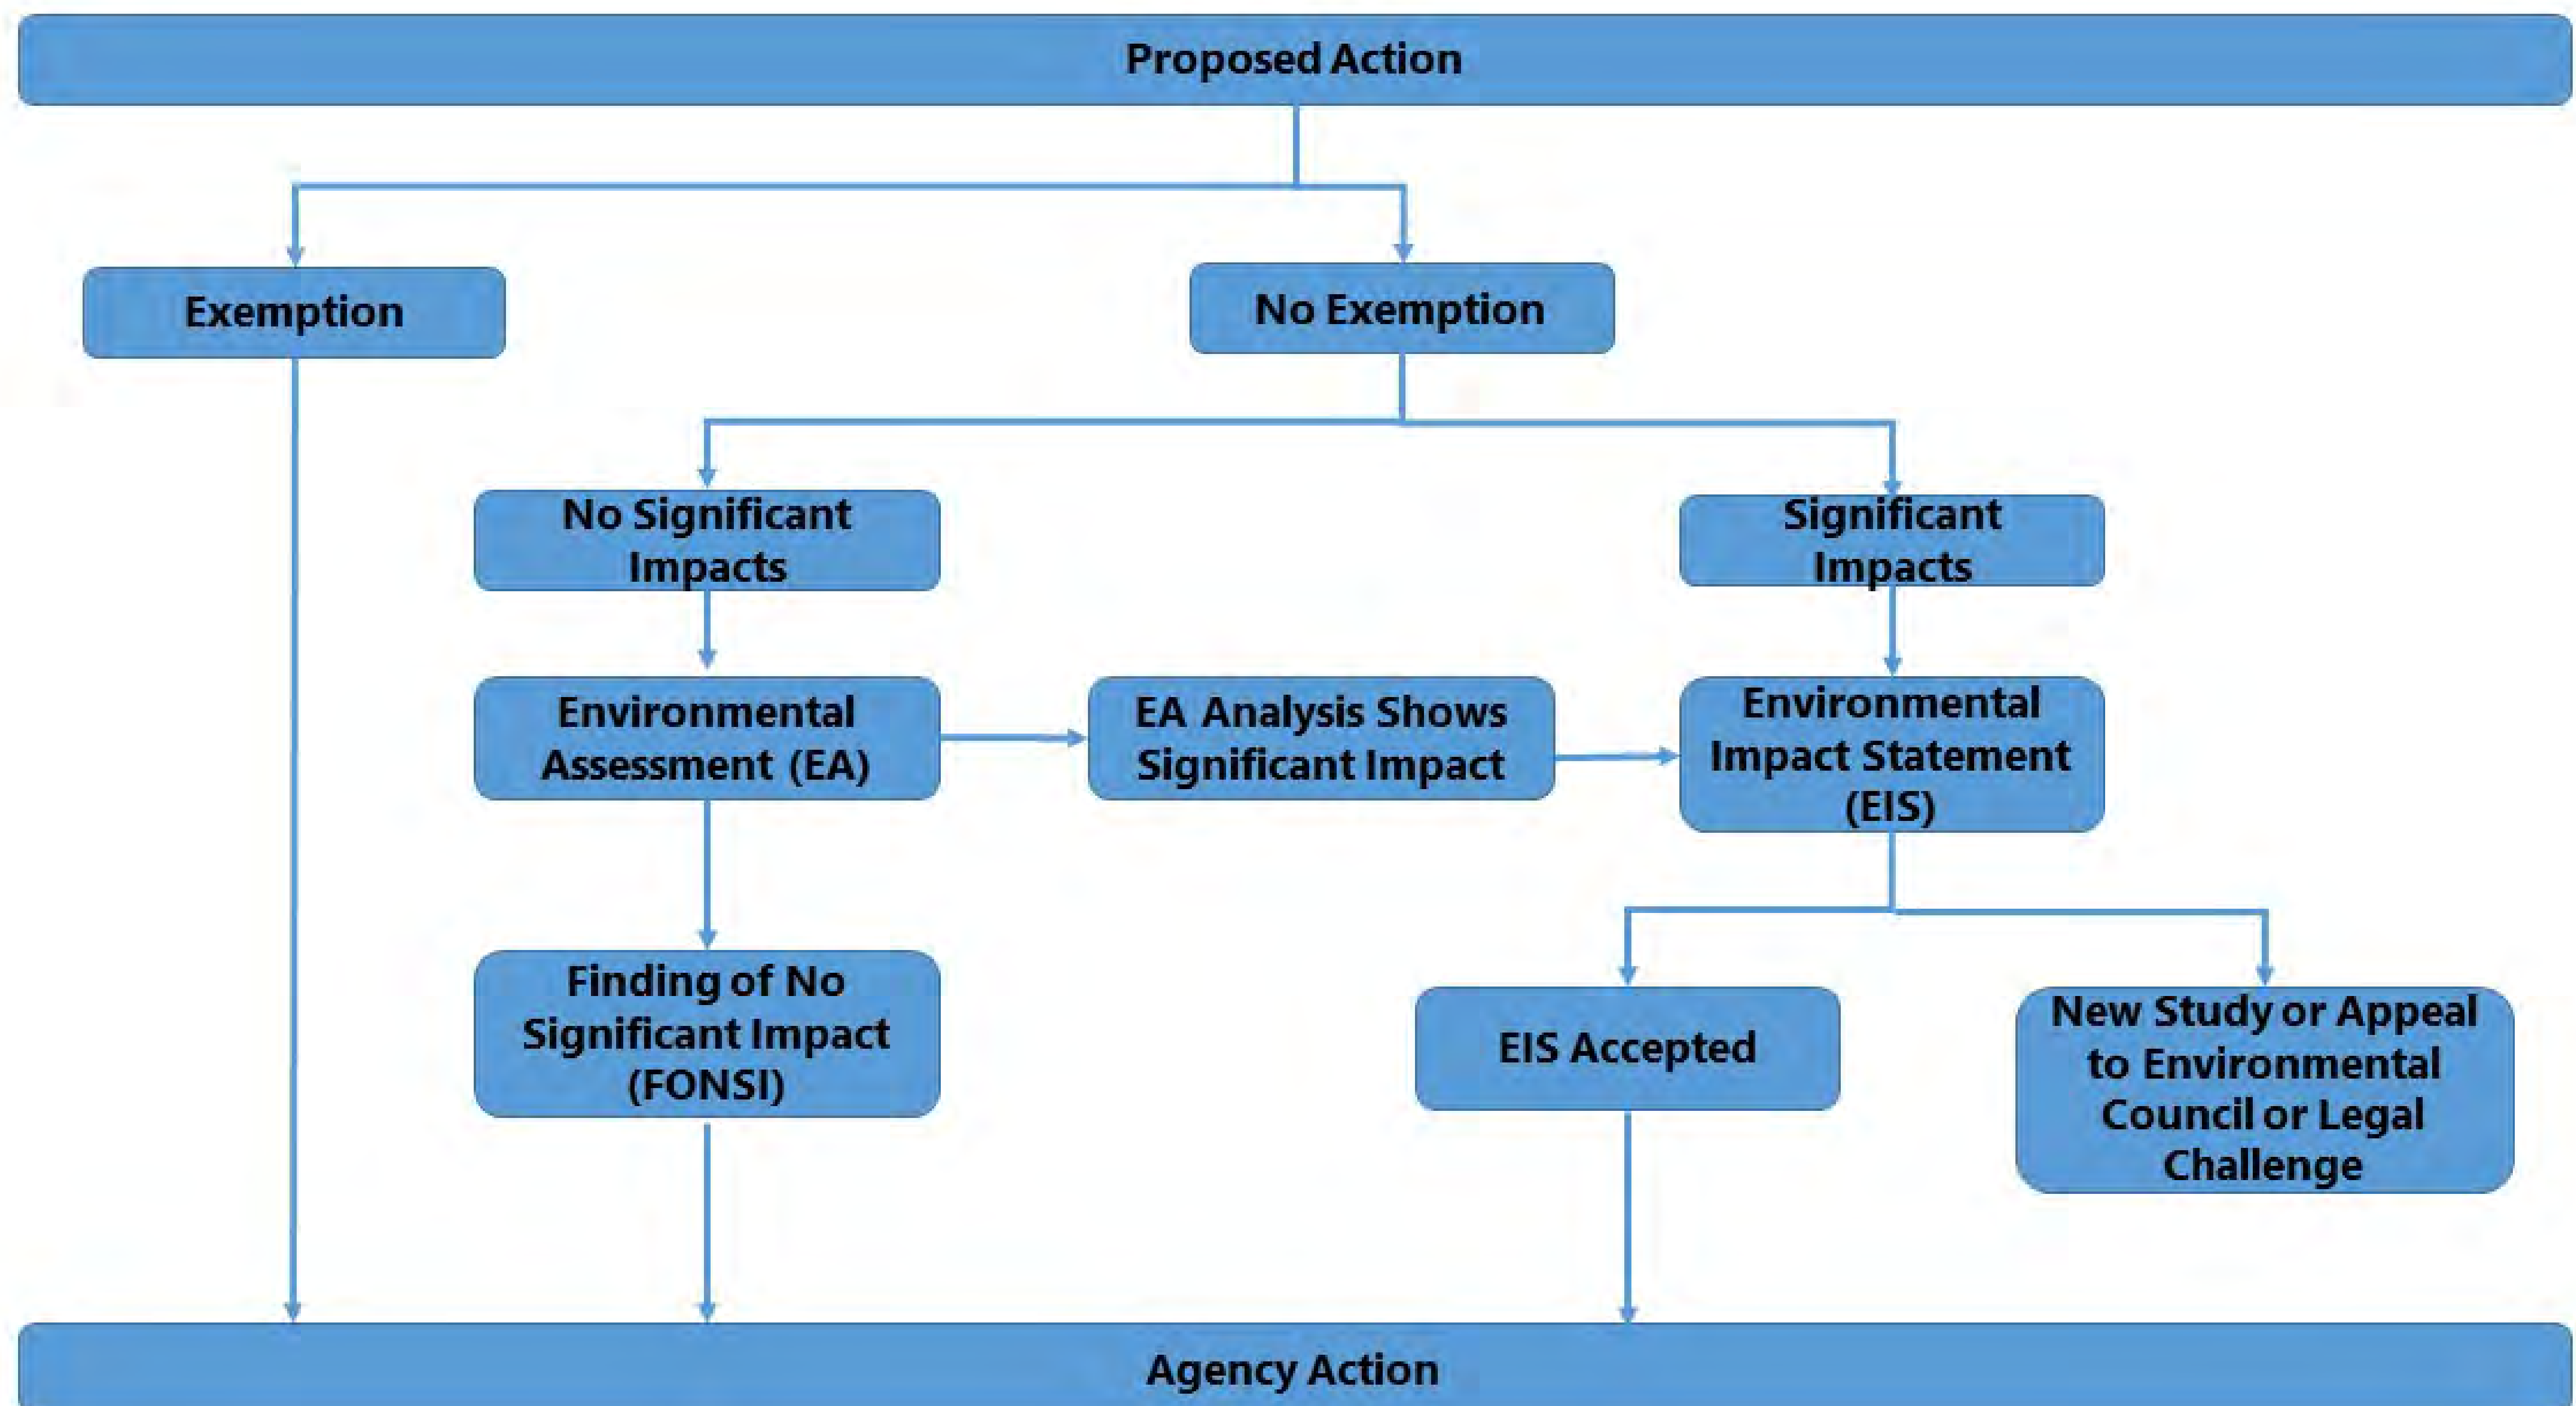 Proposed Action
Exemption
No Exemption
No Significant
Impacts
Significant
Impacts
Environmental
Assessment (EA)
EA Analysis Shows
Significant Impact
Environmental
Impact Statement
(EIS)
Finding of No
Significant Impact
(FONSI)
EIS Accepted
New Study or Appeal
to Environmental
Council or Legal
Challenge
Agency Action